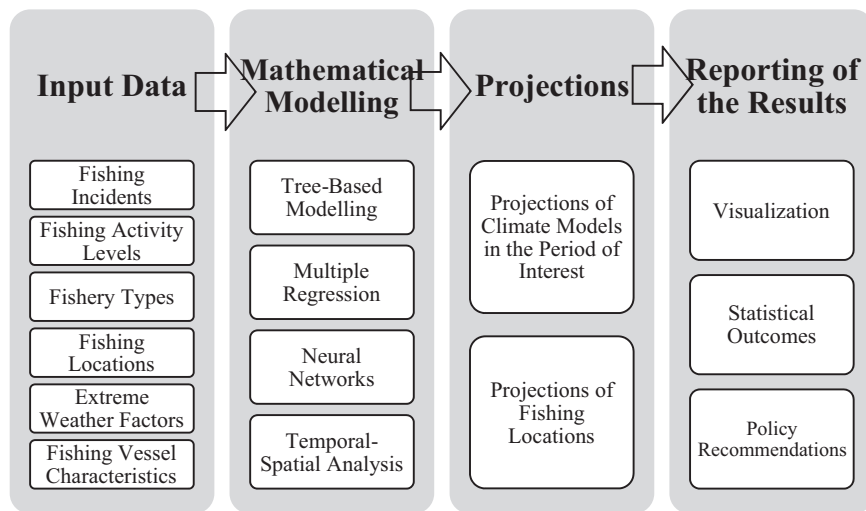 Input Data
Fishing
Incidents
Fishing Activity
Levels
Fishery Types
Fishing
Locations
Extreme
Weather Factors
Fishing Vessel
Characteristics
Mathematical
Modelling
Tree-Based
Modelling
Multiple
Regression
Neural
Networks
Temporal-
Spatial Analysis
Projections
Projections of
Climate Models
in the Period of
Interest
Projections of
Fishing
Locations
Reporting of
the Results
Visualization
Statistical
Outcomes
Policy
Recommendations